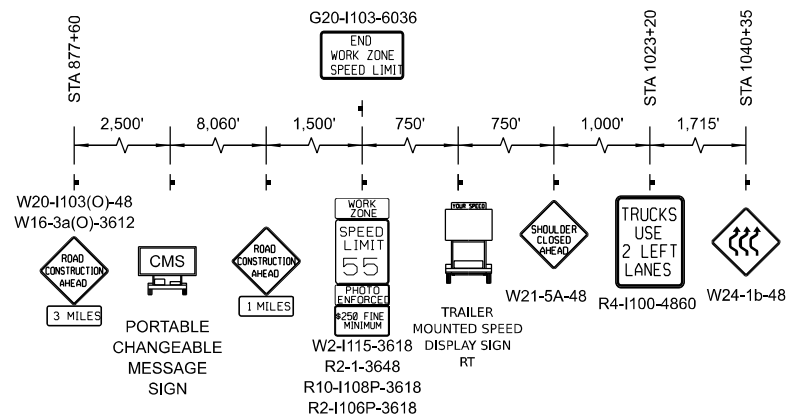 G20-I103-6036
END
WORK ZONE
SPEED LIMIT
STA 877+60
STA 1023+20
STA 1040+35
2,500'
8,060'
1,500'
750'
750'
1,000'
1,715'
W20-I103(O)-48
W16-3a(O)-3612
ROAD
CONSTRUCTION
AHEAD
3 MILES
CMS
PORTABLE
CHANGEABLE
MESSAGE
SIGN
ROAD
CONSTRUCTION
AHEAD
1 MILES
WORK
ZONE
SPEED
LIMIT
55
PHOTO
ENFORCED
$250 FINE
MINIMUM
W2-I115-3618
R2-1-3648
R10-I108P-3618
R2-I106P-3618
YOUR SPEED
TRAILER
MOUNTED SPEED
DISPLAY SIGN
RT
SHOULDER
CLOSED
AHEAD
W21-5A-48
TRUCKS
USE
2 LEFT
LANES
R4-I100-4860
W24-1b-48